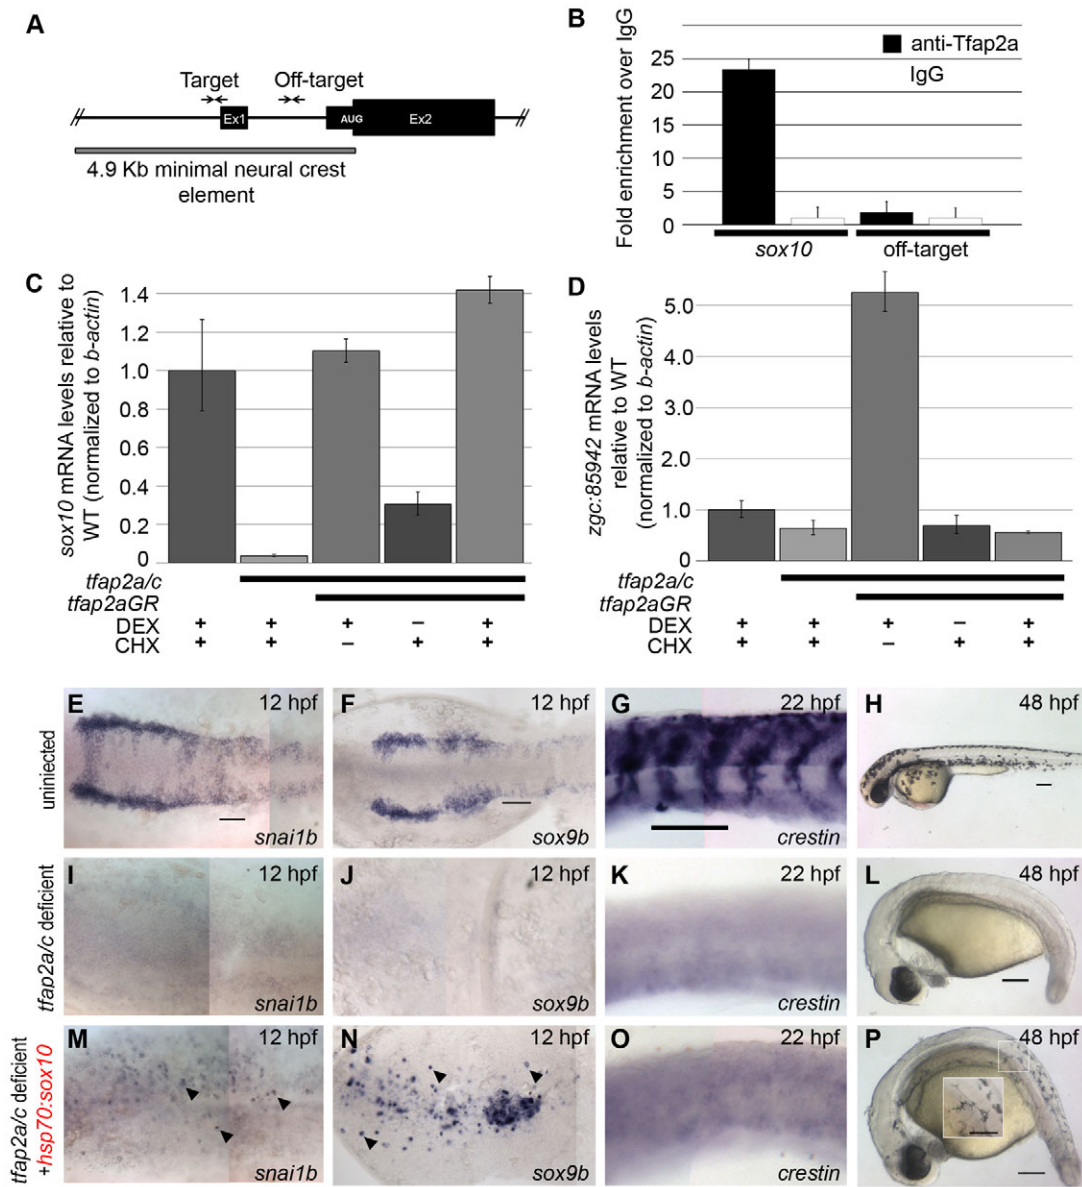 A
Target
Off-target
Ex1
AUG
Ex2
4.9 Kb minimal neural crest
element
B
Fold enrichment over IgG
25
20
15
10
5
0
anti-Tfap2a
IgG
sox10
off-target
C
sox10 mRNA levels relative to
WT (normalized to b-actin)
1.4
1.2
1.0
0.8
0.6
0.4
0.2
0
tfap2a/c
tfap2aGR
DEX + + + – +
CHX + + – + +
D
zgc:85942 mRNA levels
relative to WT
(normalized to b-actin)
5.0
4.0
3.0
2.0
1.0
0
tfap2a/c
tfap2aGR
DEX + + + – +
CHX + + – + +
uninjected
E
12 hpf
snai1b
F
12 hpf
sox9b
G
22 hpf
crestin
H
48 hpf
tfap2a/c deficient
I
12 hpf
snai1b
J
12 hpf
sox9b
K
22 hpf
crestin
L
48 hpf
tfap2a/c deficient
+hsp70:sox10
M
12 hpf
snai1b
N
12 hpf
sox9b
O
22 hpf
crestin
P
48 hpf